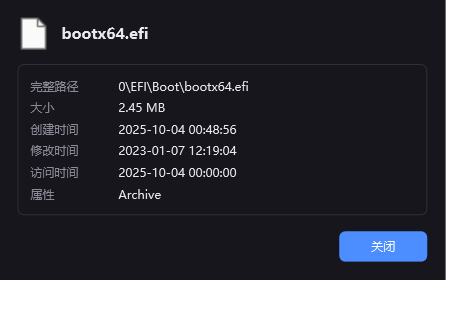 bootx64.efi
完整路径 0\EFI\Boot\bootx64.efi
大小 2.45 MB
创建时间 2025-10-04 00:48:56
修改时间 2023-01-07 12:19:04
访问时间 2025-10-04 00:00:00
属性 Archive
关闭